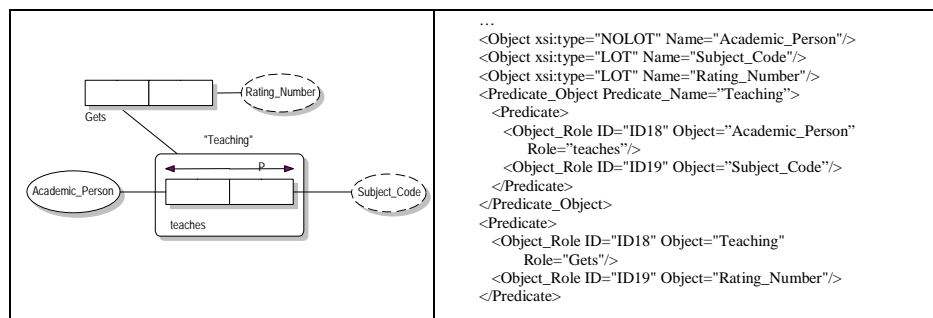 Rating_Number
Gets
"Teaching"
P
Academic_Person
Subject_Code
teaches
…
<Object xsi:type="NOLOT" Name="Academic_Person"/>
<Object xsi:type="LOT" Name="Subject_Code"/>
<Object xsi:type="LOT" Name="Rating_Number"/>
<Predicate_Object Predicate_Name=”Teaching”>
<Predicate>
<Object_Role ID="ID18" Object=”Academic_Person”
Role=”teaches”/>
<Object_Role ID="ID19" Object=”Subject_Code”/>
</Predicate>
</Predicate_Object>
<Predicate>
<Object_Role ID="ID18" Object="Teaching"
Role="Gets"/>
<Object_Role ID="ID19" Object="Rating_Number"/>
</Predicate>